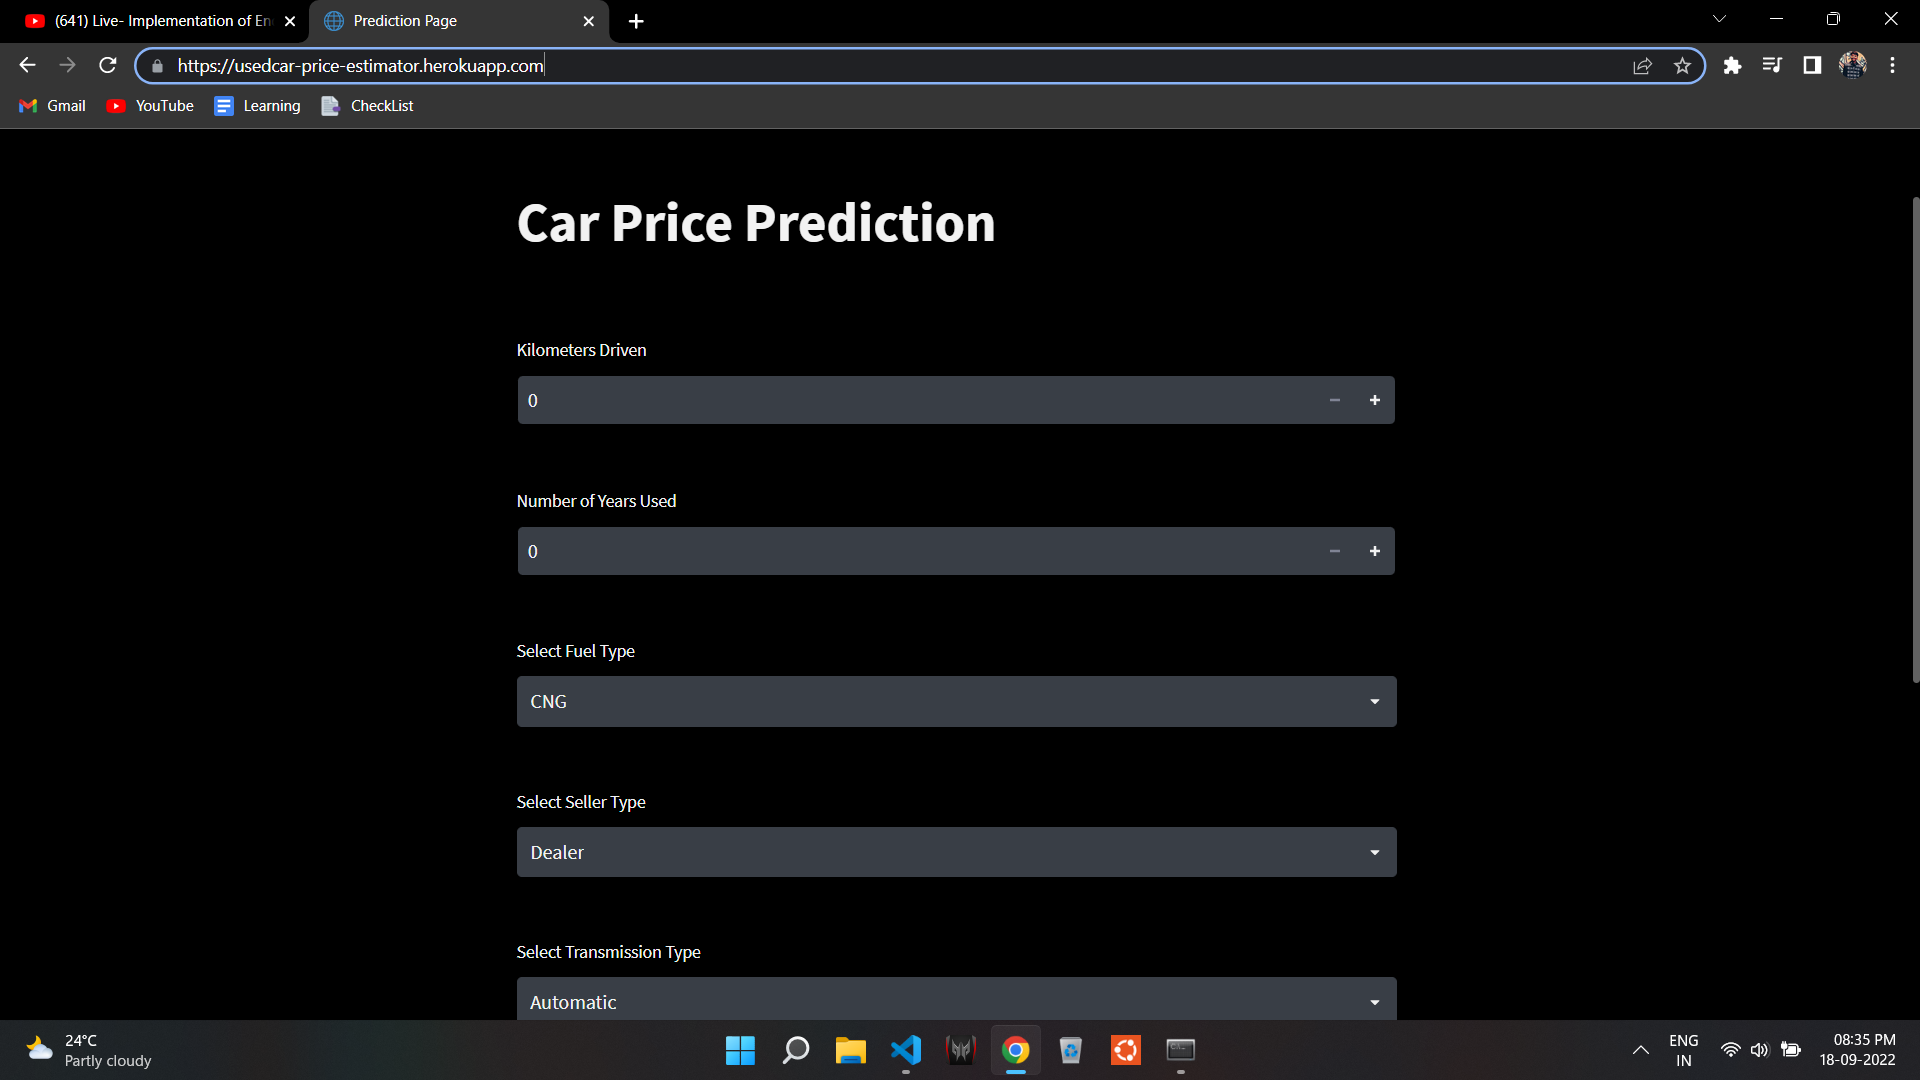 (641) Live- Implementation of En
Prediction Page
https://usedcar-price-estimator.herokuapp.com
Gmail
YouTube
Learning
CheckList
Car Price Prediction
Kilometers Driven
0
Number of Years Used
0
Select Fuel Type
CNG
Select Seller Type
Dealer
Select Transmission Type
Automatic
24°C
Partly cloudy
ENG
IN
08:35 PM
18-09-2022